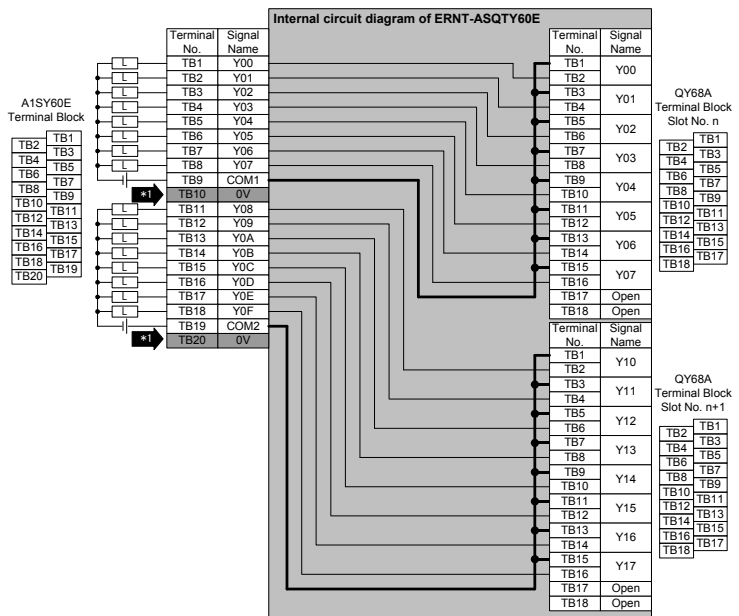 Internal circuit diagram of ERNT-ASQTY60E
A1SY60E
Terminal Block
TB1
TB2
TB3
TB4
TB5
TB6
TB7
TB8
TB9
TB10
TB11
TB12
TB13
TB14
TB15
TB16
TB17
TB18
TB19
TB20
Terminal No. Signal Name
L TB1 Y00
L TB2 Y01
L TB3 Y02
L TB4 Y03
L TB5 Y04
L TB6 Y05
L TB7 Y06
L TB8 Y07
TB9 COM1
*1 TB10 0V
L TB11 Y08
L TB12 Y09
L TB13 Y0A
L TB14 Y0B
L TB15 Y0C
L TB16 Y0D
L TB17 Y0E
L TB18 Y0F
TB19 COM2
*1 TB20 0V
Terminal No. Signal Name
TB1 Y00
TB2
TB3 Y01
TB4
TB5 Y02
TB6
TB7 Y03
TB8
TB9 Y04
TB10
TB11 Y05
TB12
TB13 Y06
TB14
TB15 Y07
TB16
TB17 Open
TB18 Open
QY68A
Terminal Block
Slot No. n
TB1
TB2
TB3
TB4
TB5
TB6
TB7
TB8
TB9
TB10
TB11
TB12
TB13
TB14
TB15
TB16
TB17
TB18
Terminal No. Signal Name
TB1 Y10
TB2
TB3 Y11
TB4
TB5 Y12
TB6
TB7 Y13
TB8
TB9 Y14
TB10
TB11 Y15
TB12
TB13 Y16
TB14
TB15 Y17
TB16
TB17 Open
TB18 Open
QY68A
Terminal Block
Slot No. n+1
TB1
TB2
TB3
TB4
TB5
TB6
TB7
TB8
TB9
TB10
TB11
TB12
TB13
TB14
TB15
TB16
TB17
TB18